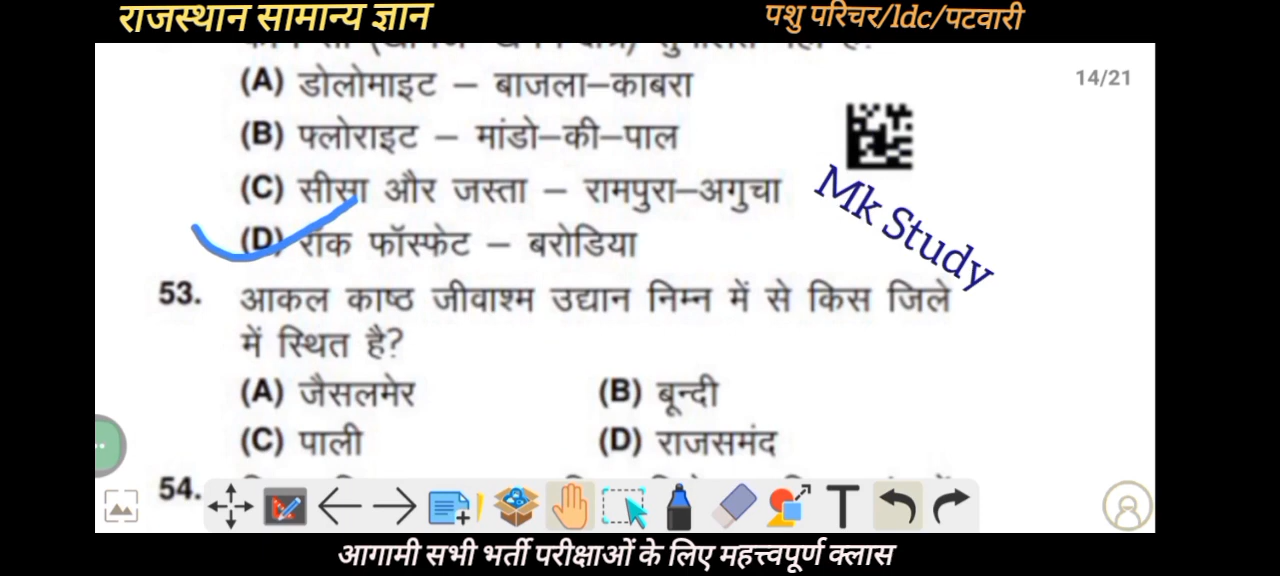 राजस्थान सामान्य ज्ञान
पशु परिचर/ldc/पटवारी
14/21
(A) डोलोमाइट – बाजला–काबरा
(B) फ्लोराइट – मांडो–की–पाल
(C) सीसा और जस्ता – रामपुरा–अगुचा
(D) रॉक फॉस्फेट – बरोडिया
Mk Study
53. आकल काष्ठ जीवाश्म उद्यान निम्न में से किस जिले
में स्थित है?
(A) जैसलमेर (B) बून्दी
(C) पाली (D) राजसमंद
54.
T
आगामी सभी भर्ती परीक्षाओं के लिए महत्त्वपूर्ण क्लास